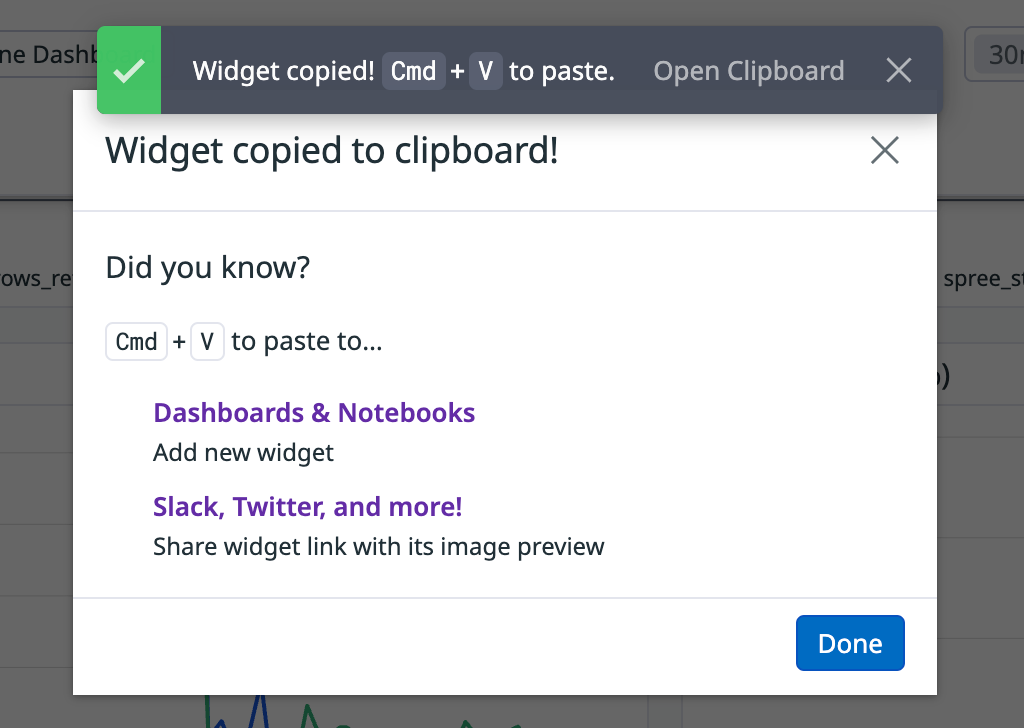 ne Dashb
Widget copied! Cmd + V to paste. Open Clipboard
30
Widget copied to clipboard!
Did you know?
ows_re
spree_s
Cmd + V to paste to...
)
Dashboards & Notebooks
Add new widget
Slack, Twitter, and more!
Share widget link with its image preview
Done